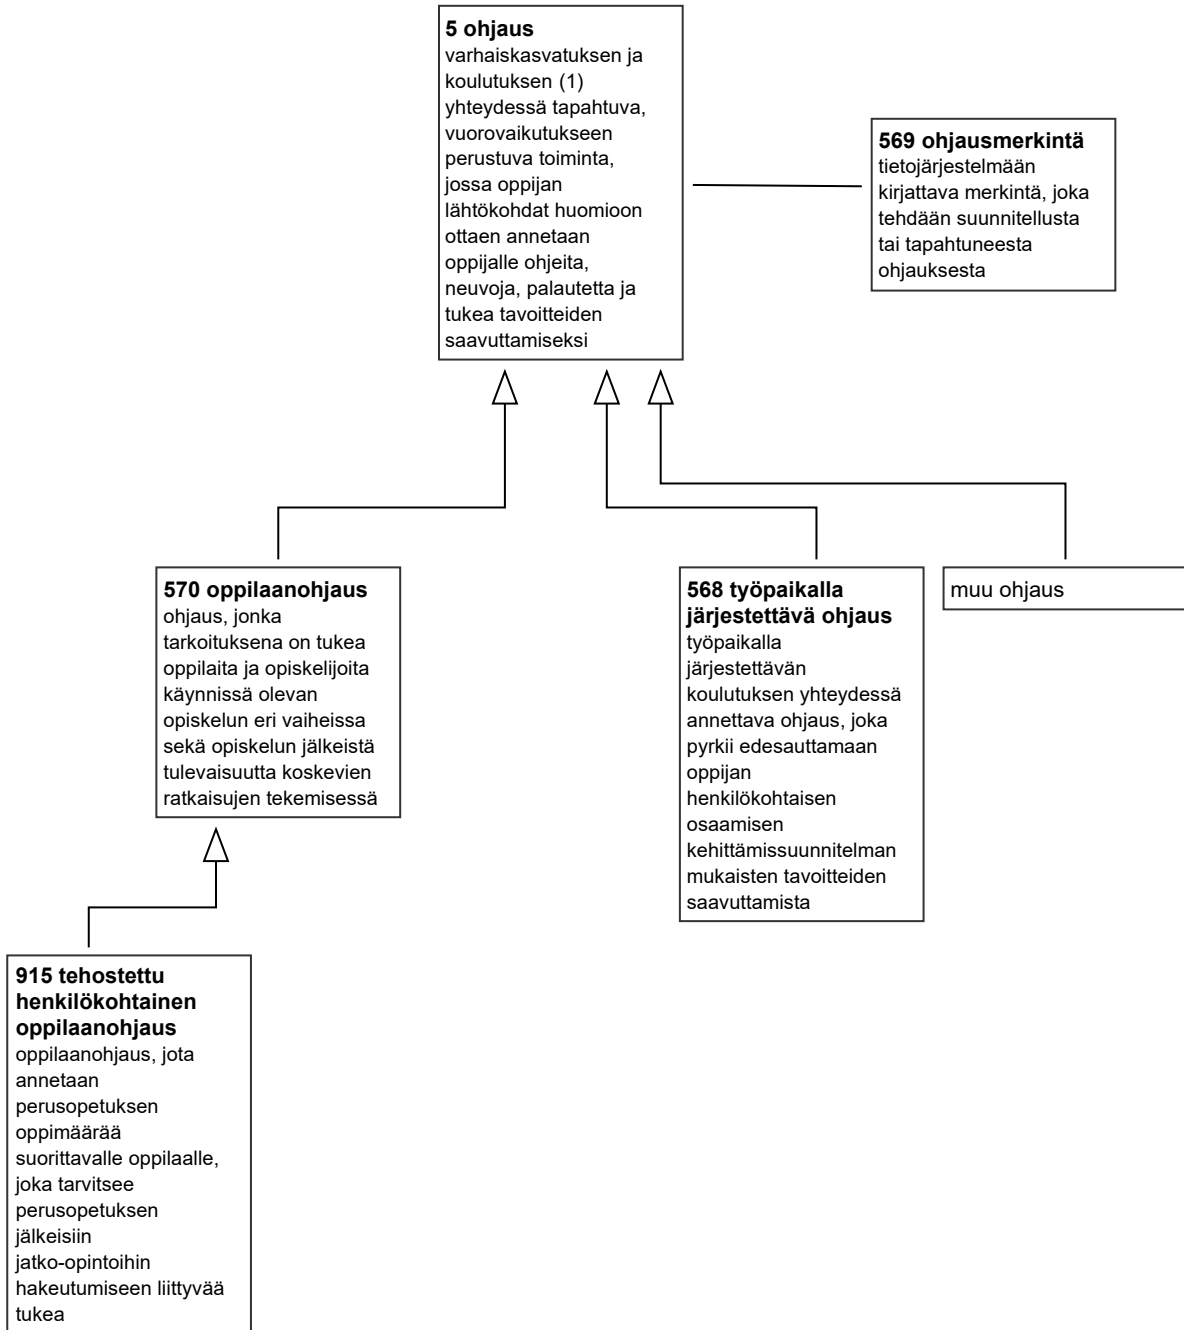 5 ohjaus
varhaiskasvatuksen ja
koulutuksen (1)
yhteydessä tapahtuva,
vuorovaikutukseen
perustuva toiminta,
jossa oppijan
lähtökohdat huomioon
ottaen annetaan
oppijalle ohjeita,
neuvoja, palautetta ja
tukea tavoitteiden
saavuttamiseksi
569 ohjausmerkintä
tietojärjestelmään
kirjattava merkintä, joka
tehdään suunnitellusta
tai tapahtuneesta
ohjauksesta
570 oppilaanohjaus
ohjaus, jonka
tarkoituksena on tukea
oppilaita ja opiskelijoita
käynnissä olevan
opiskelun eri vaiheissa
sekä opiskelun jälkeistä
tulevaisuutta koskevien
ratkaisujen tekemisessä
568 työpaikalla
järjestettävä ohjaus
työpaikalla
järjestettävän
koulutuksen yhteydessä
annettava ohjaus, joka
pyrkii edesauttamaan
oppijan
henkilökohtaisen
osaamisen
kehittämissuunnitelman
mukaisten tavoitteiden
saavuttamista
muu ohjaus
915 tehostettu
henkilökohtainen
oppilaanohjaus
oppilaanohjaus, jota
annetaan
perusopetuksen
oppimäärää
suorittavalle oppilaalle,
joka tarvitsee
perusopetuksen
jälkeisiin
jatko-opintoihin
hakeutumiseen liittyvää
tukea